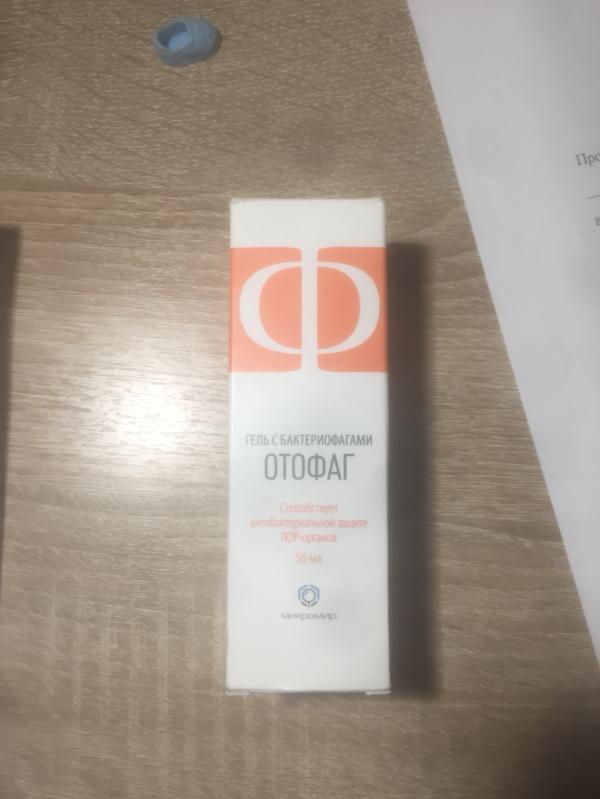 ГЕЛЬ С БАКТЕРИОФАГАМИ
ОТОФАГ
Способствует
антибактериальной защите
ЛОР-органов
50 мл
микромир